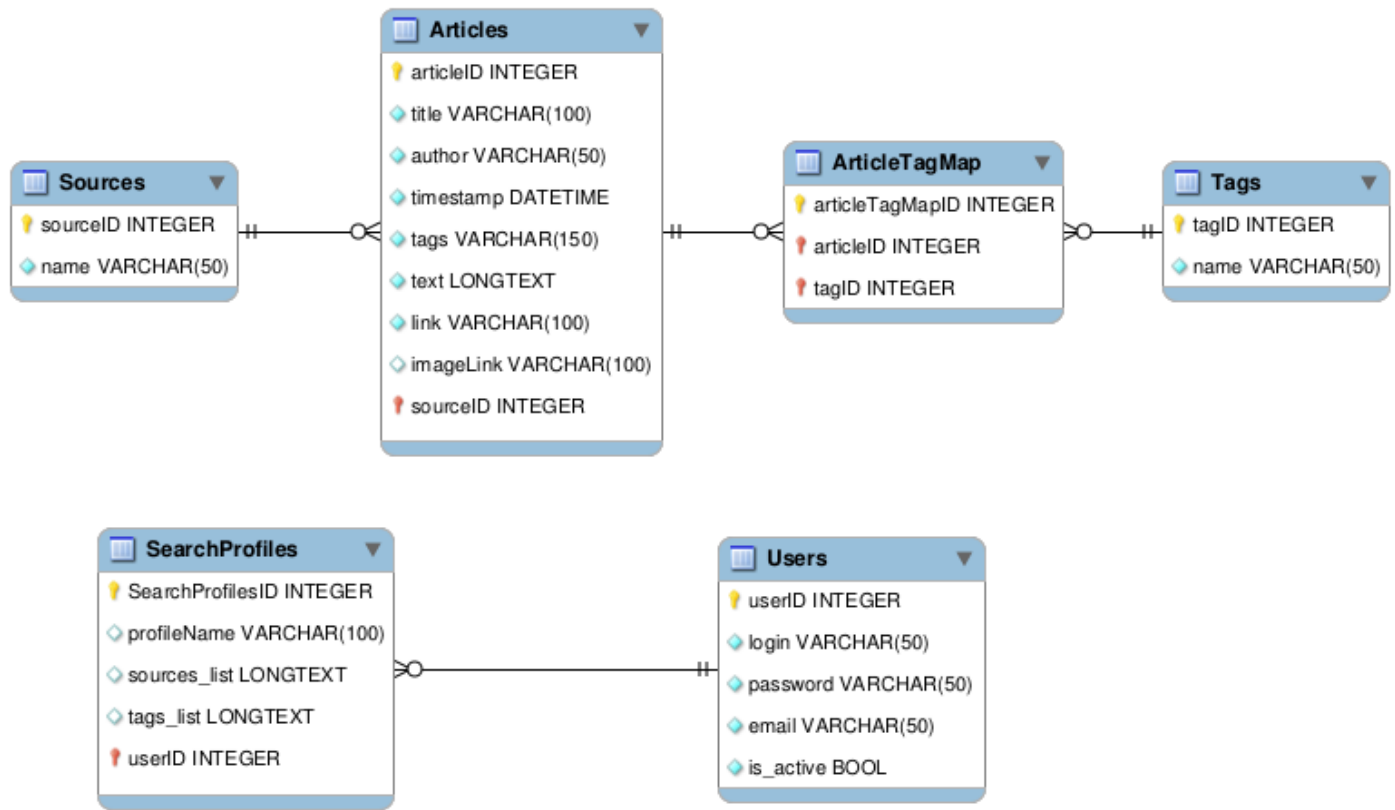 Sources
sourceID INTEGER
name VARCHAR(50)
Articles
articleID INTEGER
title VARCHAR(100)
author VARCHAR(50)
timestamp DATETIME
tags VARCHAR(150)
text LONGTEXT
link VARCHAR(100)
imageLink VARCHAR(100)
sourceID INTEGER
ArticleTagMap
articleTagMapID INTEGER
articleID INTEGER
tagID INTEGER
Tags
tagID INTEGER
name VARCHAR(50)
SearchProfiles
SearchProfilesID INTEGER
profileName VARCHAR(100)
sources_list LONGTEXT
tags_list LONGTEXT
userID INTEGER
Users
userID INTEGER
login VARCHAR(50)
password VARCHAR(50)
email VARCHAR(50)
is_active BOOL